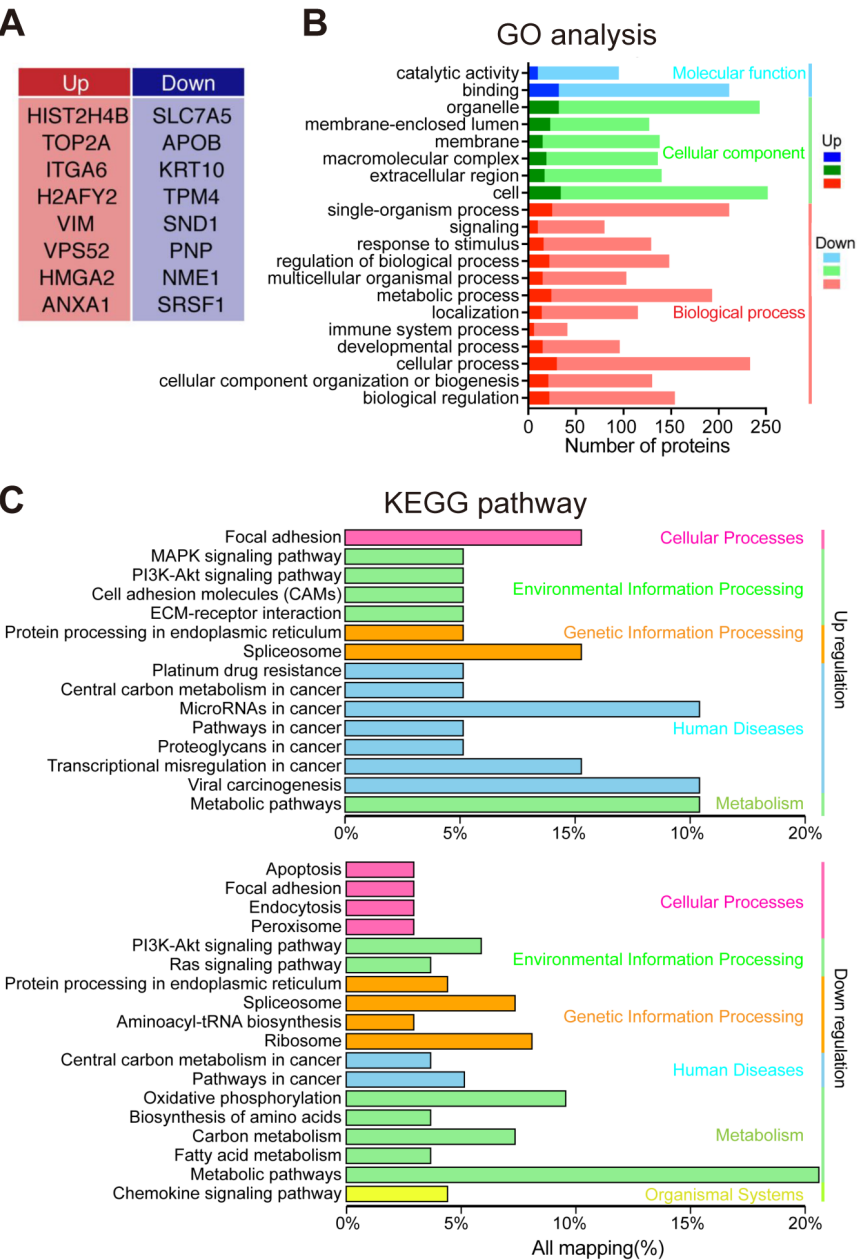 A
Up Down
HIST2H4B SLC7A5
TOP2A APOB
ITGA6 KRT10
H2AFY2 TPM4
VIM SND1
VPS52 PNP
HMGA2 NME1
ANXA1 SRSF1
B
GO analysis
catalytic activity
binding
organelle
membrane-enclosed lumen
membrane
macromolecular complex
extracellular region
cell
single-organism process
signaling
response to stimulus
regulation of biological process
multicellular organismal process
metabolic process
localization
immune system process
developmental process
cellular process
cellular component organization or biogenesis
biological regulation
Molecular function
Cellular component
Biological process
Up
Down
0 50 100 150 200 250
Number of proteins
C
KEGG pathway
Focal adhesion
MAPK signaling pathway
PI3K-Akt signaling pathway
Cell adhesion molecules (CAMs)
ECM-receptor interaction
Protein processing in endoplasmic reticulum
Spliceosome
Platinum drug resistance
Central carbon metabolism in cancer
MicroRNAs in cancer
Pathways in cancer
Proteoglycans in cancer
Transcriptional misregulation in cancer
Viral carcinogenesis
Metabolic pathways
Cellular Processes
Environmental Information Processing
Genetic Information Processing
Human Diseases
Metabolism
Up regulation
0% 5% 15% 10% 20%
Apoptosis
Focal adhesion
Endocytosis
Peroxisome
PI3K-Akt signaling pathway
Ras signaling pathway
Protein processing in endoplasmic reticulum
Spliceosome
Aminoacyl-tRNA biosynthesis
Ribosome
Central carbon metabolism in cancer
Pathways in cancer
Oxidative phosphorylation
Biosynthesis of amino acids
Carbon metabolism
Fatty acid metabolism
Metabolic pathways
Chemokine signaling pathway
Cellular Processes
Environmental Information Processing
Genetic Information Processing
Human Diseases
Metabolism
Organismal Systems
Down regulation
0% 5% 10% 15% 20%
All mapping(%)